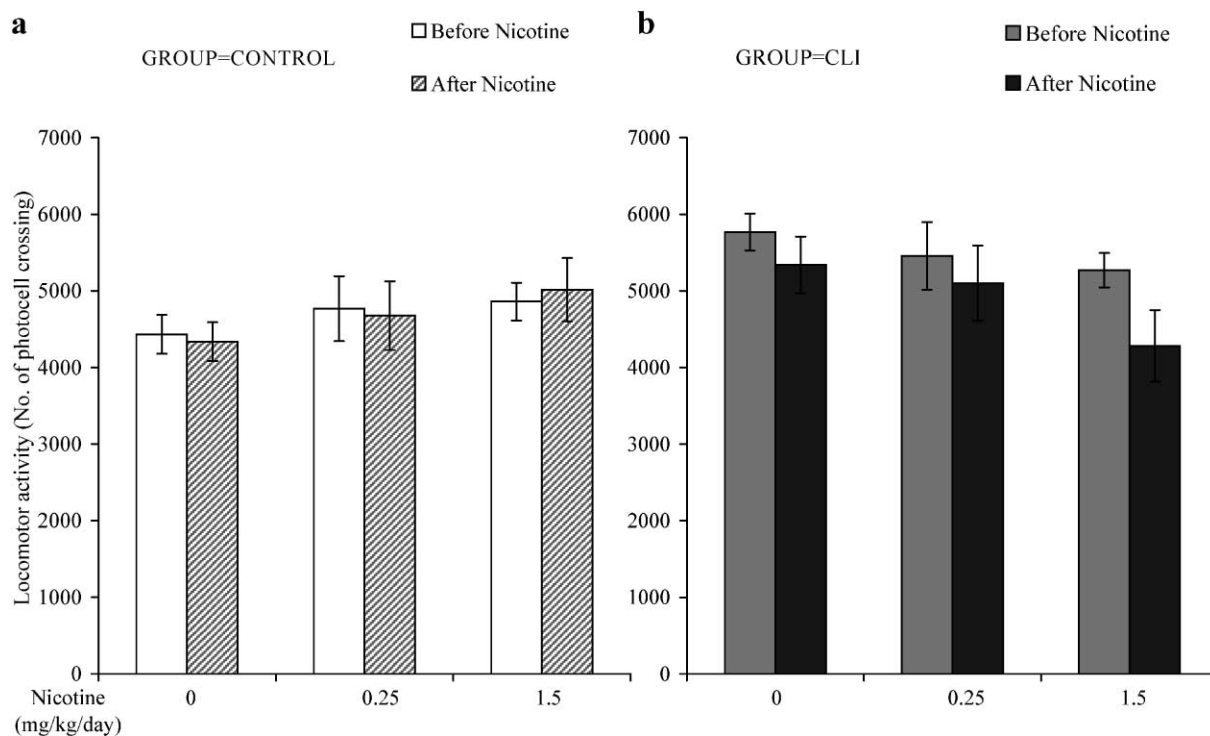 a
GROUP=CONTROL
Before Nicotine
After Nicotine
7000
6000
5000
4000
3000
2000
1000
0
Locomotor activity (No. of photocell crossing)
Nicotine
(mg/kg/day)
0
0.25
1.5
b
GROUP=CLI
Before Nicotine
After Nicotine
7000
6000
5000
4000
3000
2000
1000
0
0
0.25
1.5